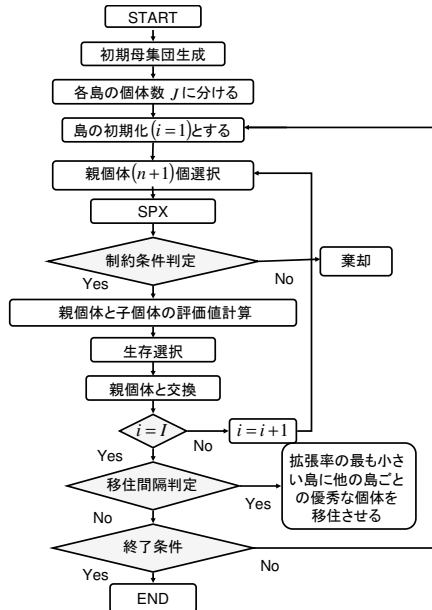 START
初期母集団生成
各島の個体数 J に分ける
島の初期化(i=1)とする
親個体(n+1)個選択
SPX
制約条件判定
No
棄却
Yes
親個体と子個体の評価値計算
生存選択
親個体と交換
i=I
No
i=i+1
Yes
移住間隔判定
Yes
拡張率の最も小さ
い島に他の島ごと
の優秀な個体を
移住させる
No
終了条件
No
Yes
END